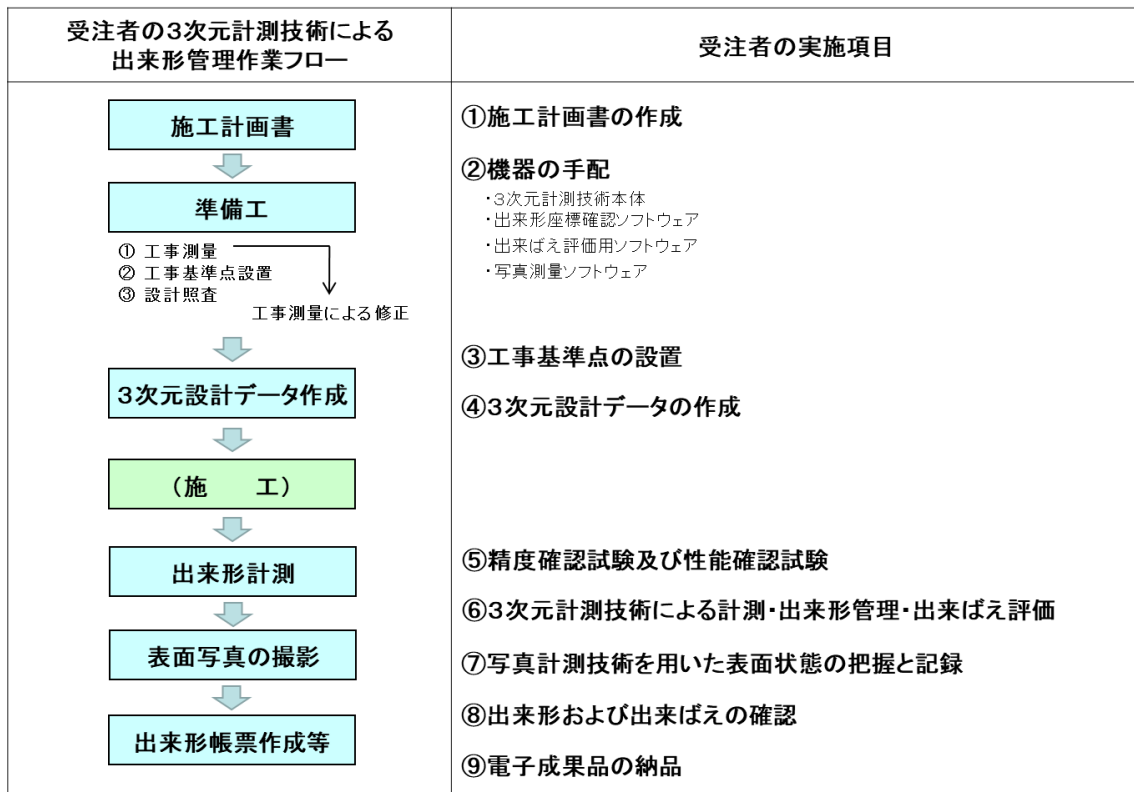 受注者の3次元計測技術による
出来形管理作業フロー
受注者の実施項目
施工計画書
準備工
① 工事測量
② 工事基準点設置
③ 設計照査
工事測量による修正
3次元設計データ作成
（施　　工）
出来形計測
表面写真の撮影
出来形帳票作成等
①施工計画書の作成
②機器の手配
・3次元計測技術本体
・出来形座標確認ソフトウェア
・出来ばえ評価用ソフトウェア
・写真測量ソフトウェア
③工事基準点の設置
④3次元設計データの作成
⑤精度確認試験及び性能確認試験
⑥3次元計測技術による計測・出来形管理・出来ばえ評価
⑦写真計測技術を用いた表面状態の把握と記録
⑧出来形および出来ばえの確認
⑨電子成果品の納品